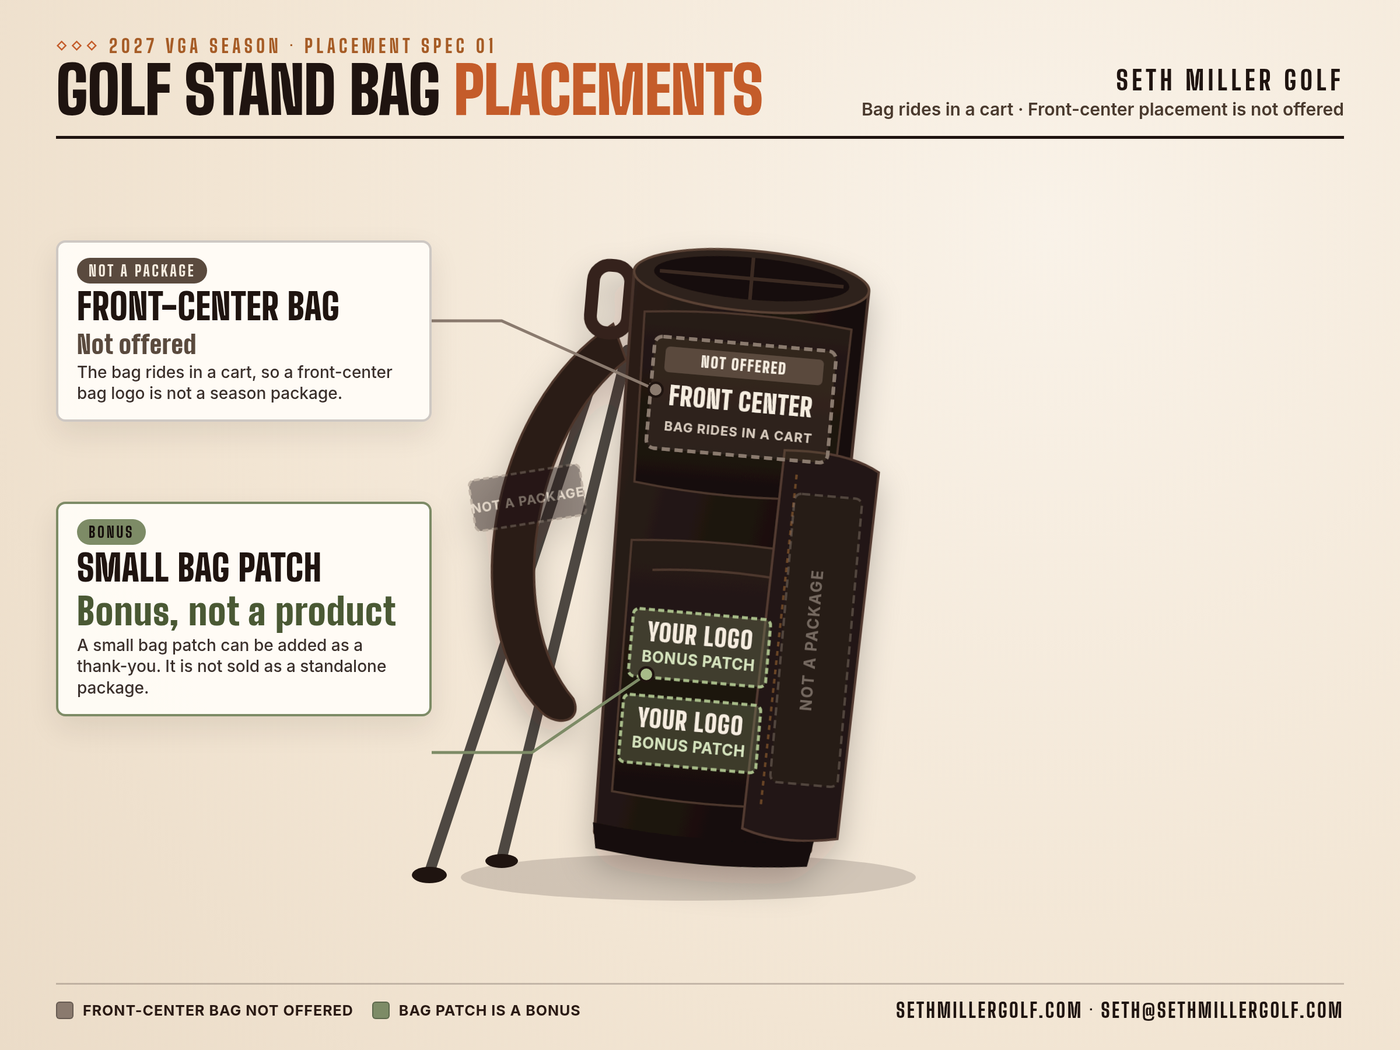 2027 VGA SEASON · PLACEMENT SPEC 01
GOLF STAND BAG PLACEMENTS
SETH MILLER GOLF
Bag rides in a cart · Front-center placement is not offered
NOT A PACKAGE
FRONT-CENTER BAG
Not offered
The bag rides in a cart, so a front-center
bag logo is not a season package.
BONUS
SMALL BAG PATCH
Bonus, not a product
A small bag patch can be added as a
thank-you. It is not sold as a standalone
package.
NOT OFFERED
FRONT CENTER
BAG RIDES IN A CART
NOT A PACKAGE
NOT A PACKAGE
YOUR LOGO
BONUS PATCH
YOUR LOGO
BONUS PATCH
FRONT-CENTER BAG NOT OFFERED
BAG PATCH IS A BONUS
SETHMILLERGOLF.COM · SETH@SETHMILLERGOLF.COM